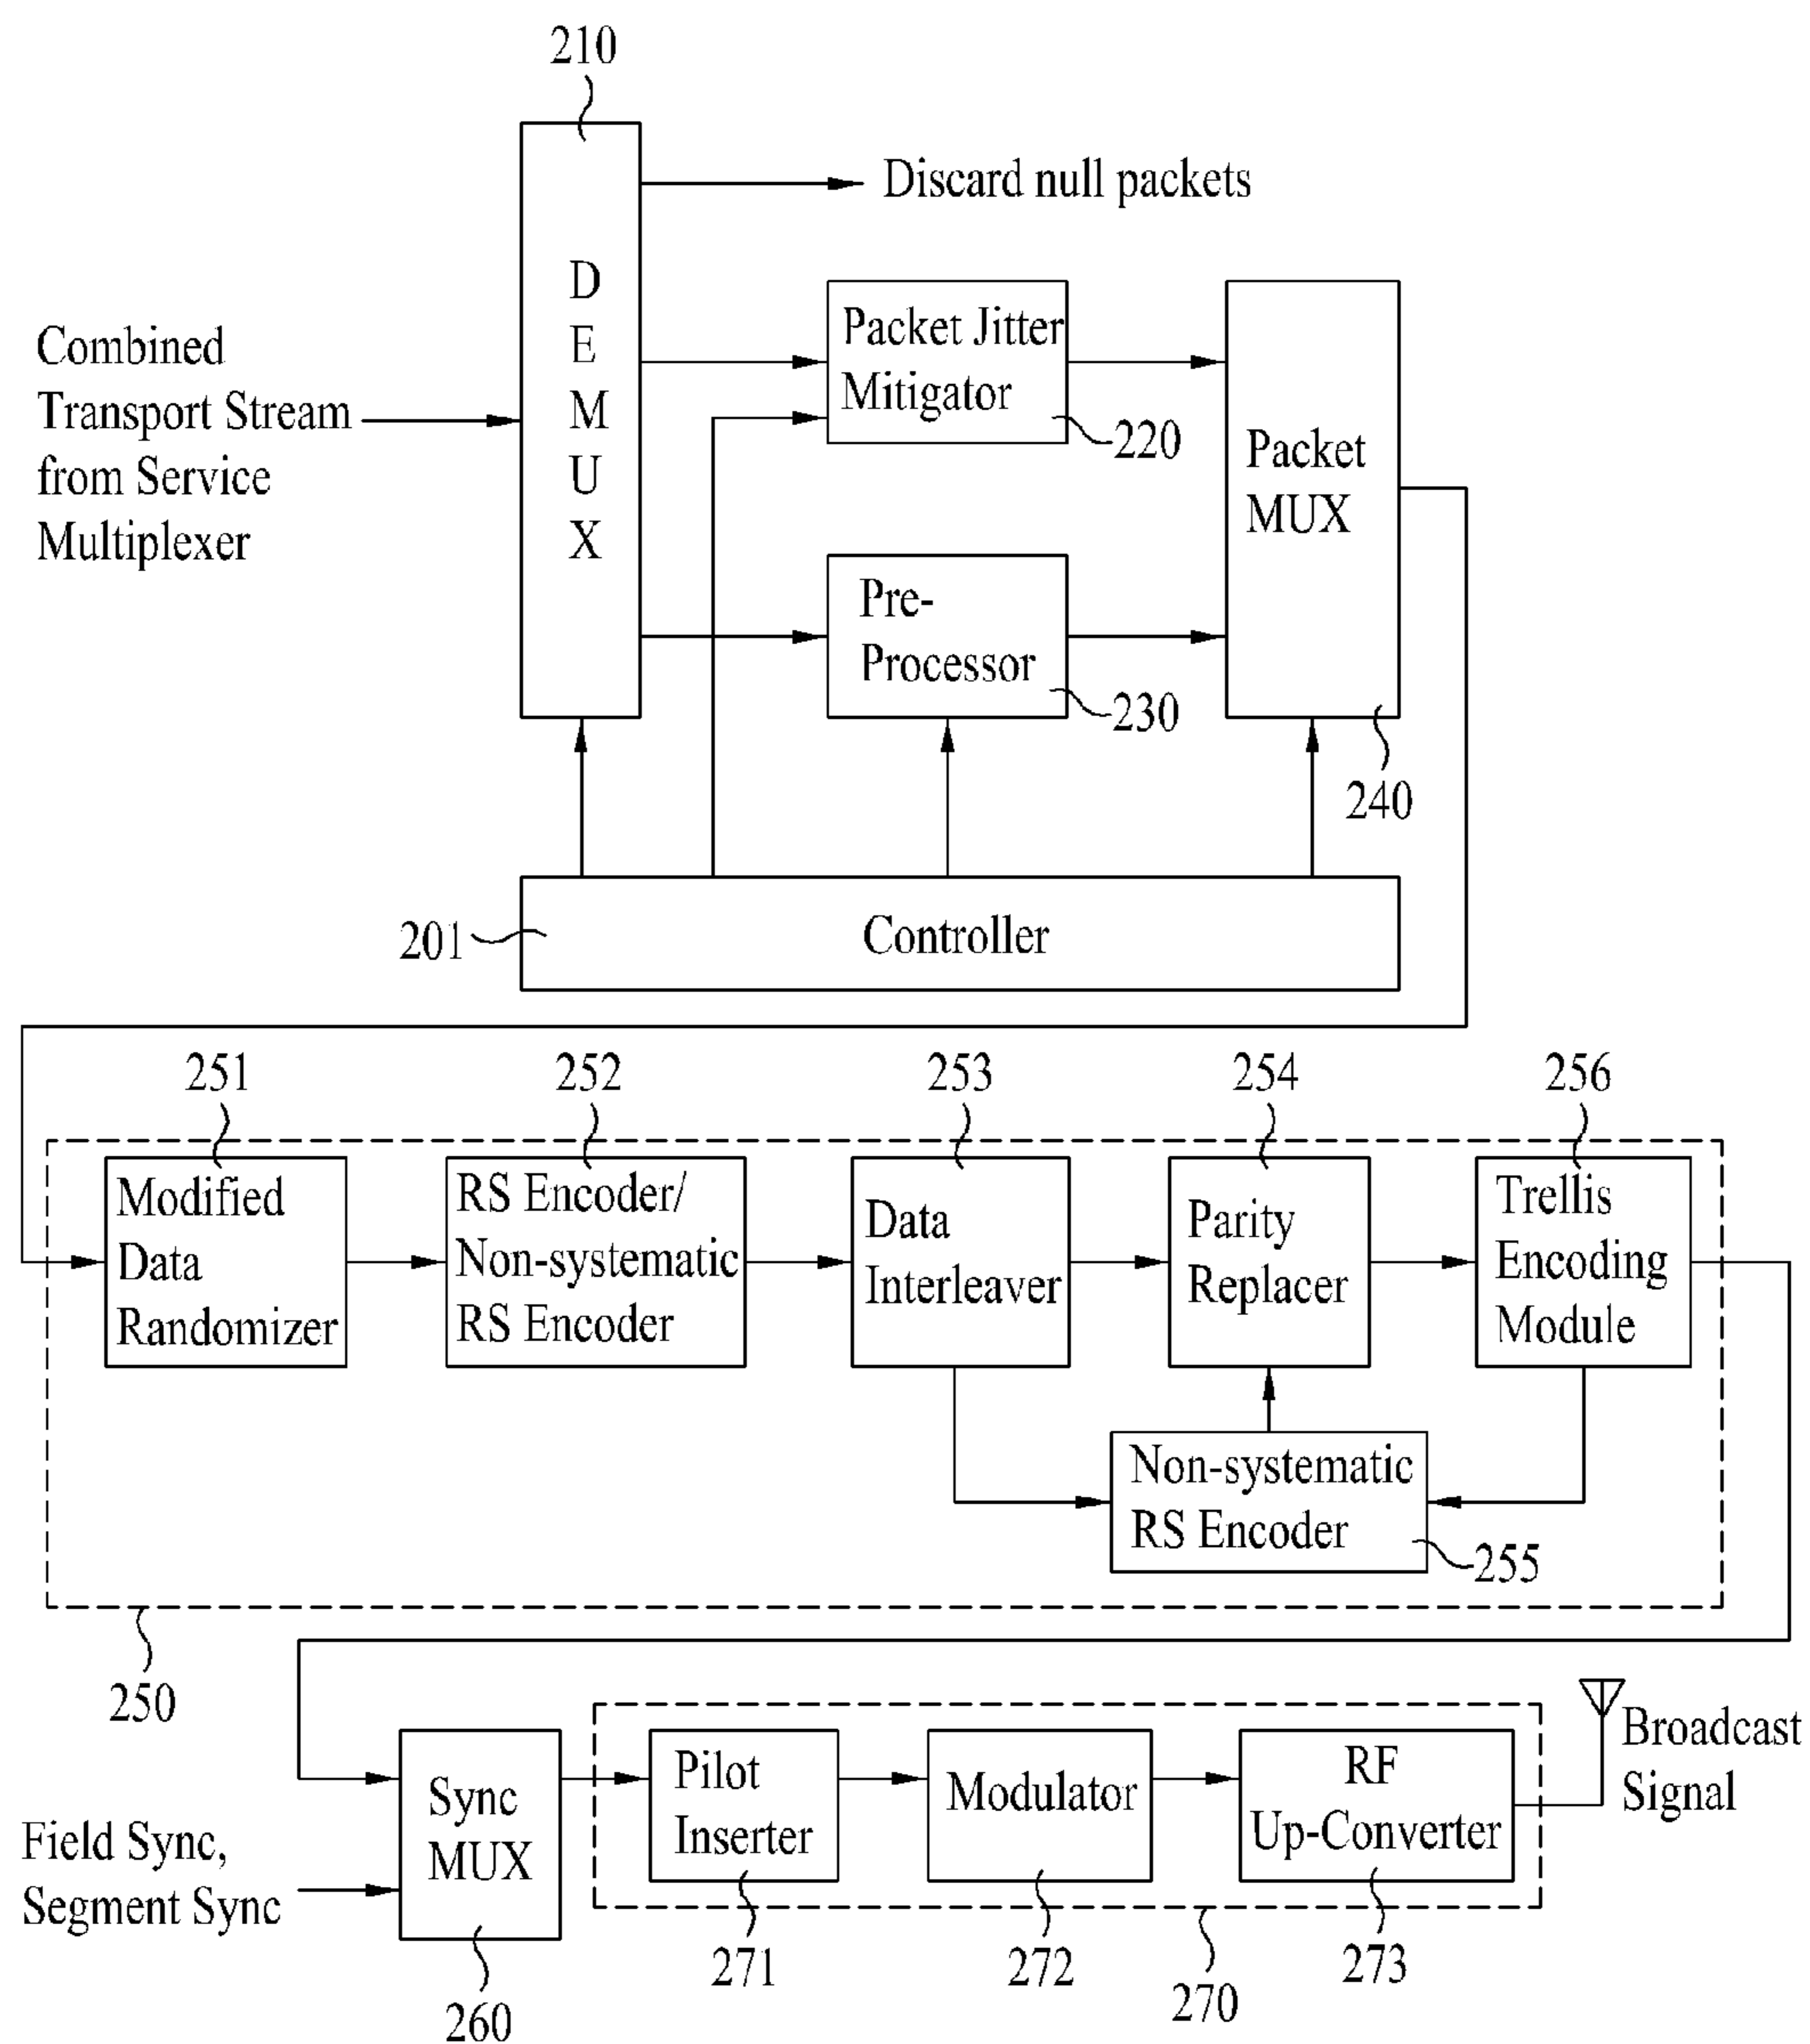 210
Discard null packets
D
E
M
U
X
Combined
Transport Stream
from Service
Multiplexer
Packet Jitter
Mitigator
220
Packet
MUX
Pre-
Processor
230
240
201
Controller
251
252
253
254
256
Modified
Data
Randomizer
RS Encoder/
Non-systematic
RS Encoder
Data
Interleaver
Parity
Replacer
Trellis
Encoding
Module
Non-systematic
RS Encoder
255
250
Broadcast
Signal
Sync
MUX
Pilot
Inserter
Modulator
RF
Up-Converter
Field Sync,
Segment Sync
260
271
272
270
273